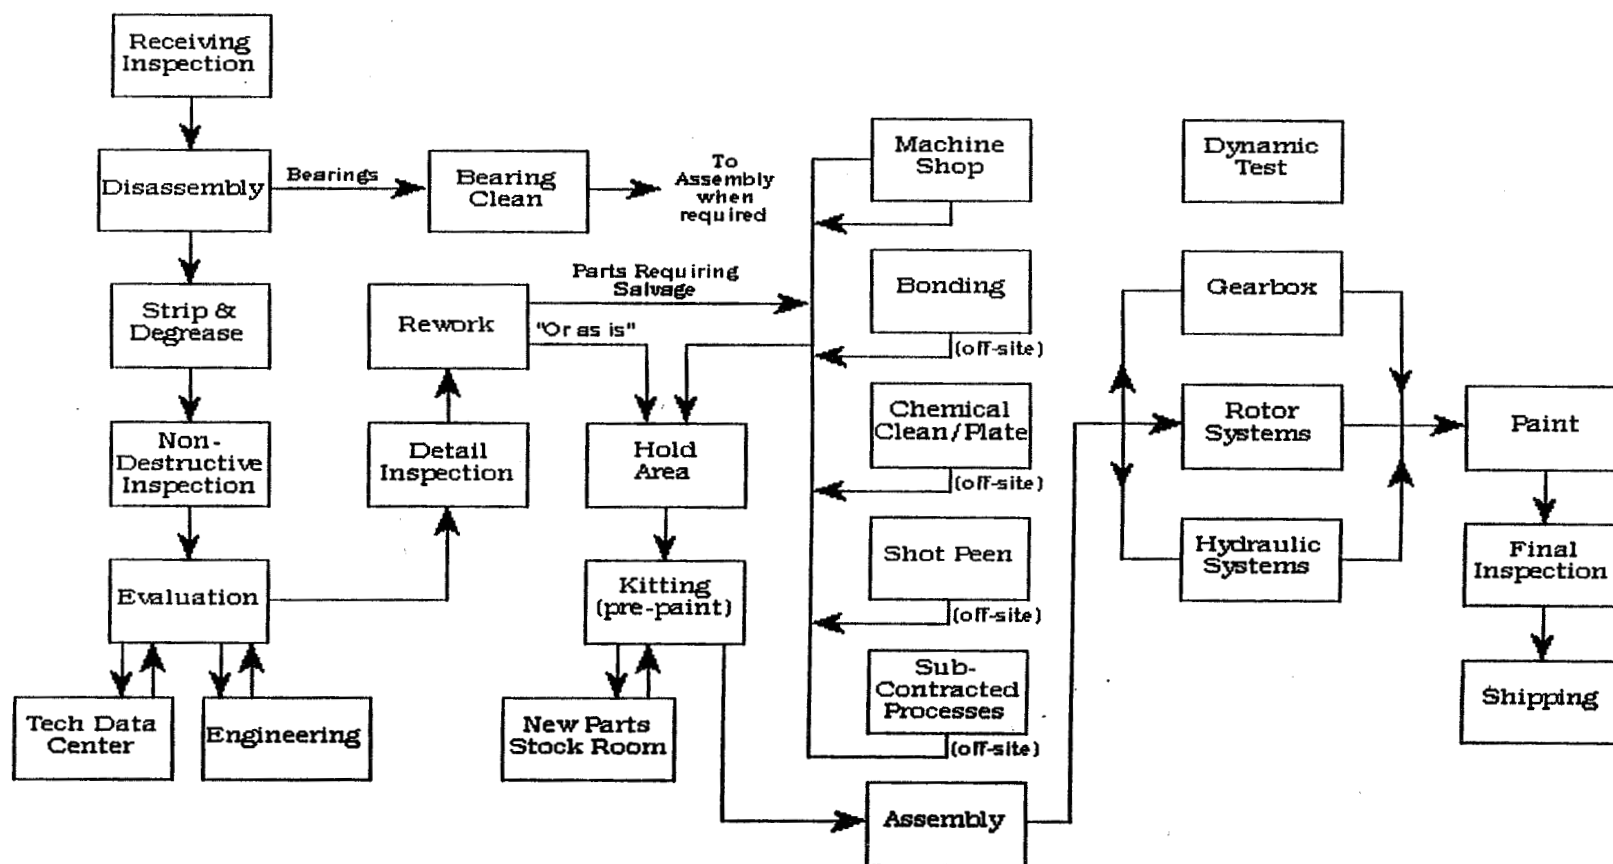 Receiving
Inspection
Disassembly
Bearings
Bearing
Clean
To
Assembly
when
required
Strip &
Degrease
Non-
Destructive
Inspection
Evaluation
Tech Data
Center
Engineering
Detail
Inspection
Rework
Parts Requiring
Salvage
"Or as is"
Hold
Area
Kitting
(pre-paint)
New Parts
Stock Room
Machine
Shop
Bonding
(off-site)
Chemical
Clean/Plate
(off-site)
Shot Peen
(off-site)
Sub-
Contracted
Processes
(off-site)
Assembly
Dynamic
Test
Gearbox
Rotor
Systems
Hydraulic
Systems
Paint
Final
Inspection
Shipping